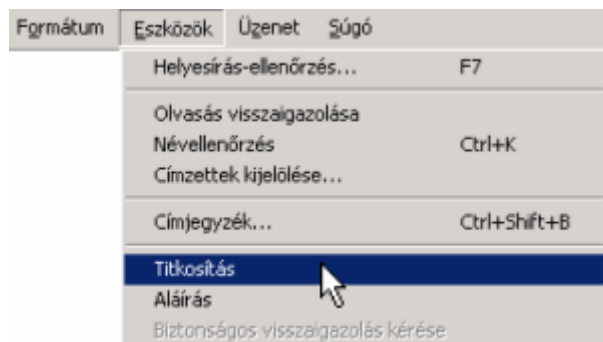 Formátum Eszközök Üzenet Súgó
Helyesírás-ellenőrzés... F7
Olvasás visszaigazolása
Névellenőrzés Ctrl+K
Címzettek kijelölése...
Címjegyzék... Ctrl+Shift+B
Titkosítás
Aláírás
Biztonságos visszaigazolás kérése